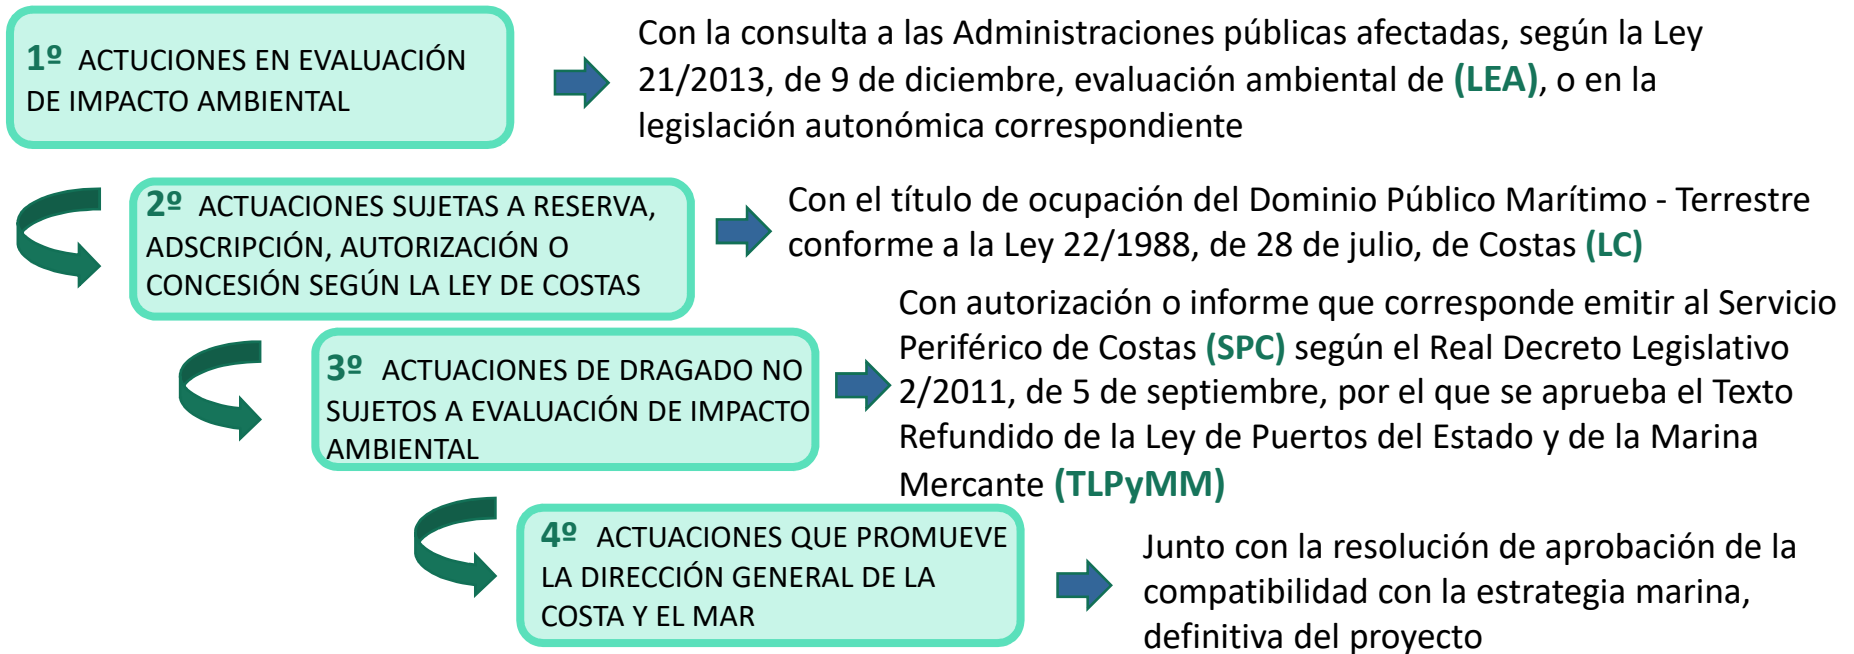 1º ACTUCIONES EN EVALUACIÓN
DE IMPACTO AMBIENTAL
Con la consulta a las Administraciones públicas afectadas, según la Ley
21/2013, de 9 de diciembre, evaluación ambiental de (LEA), o en la
legislación autonómica correspondiente
2º ACTUACIONES SUJETAS A RESERVA,
ADSCRIPCIÓN, AUTORIZACIÓN O
CONCESIÓN SEGÚN LA LEY DE COSTAS
Con el título de ocupación del Dominio Público Marítimo - Terrestre
conforme a la Ley 22/1988, de 28 de julio, de Costas (LC)
3º ACTUACIONES DE DRAGADO NO
SUJETOS A EVALUACIÓN DE IMPACTO
AMBIENTAL
Con autorización o informe que corresponde emitir al Servicio
Periférico de Costas (SPC) según el Real Decreto Legislativo
2/2011, de 5 de septiembre, por el que se aprueba el Texto
Refundido de la Ley de Puertos del Estado y de la Marina
Mercante (TLPyMM)
4º ACTUACIONES QUE PROMUEVE
LA DIRECCIÓN GENERAL DE LA
COSTA Y EL MAR
Junto con la resolución de aprobación de la
compatibilidad con la estrategia marina,
definitiva del proyecto